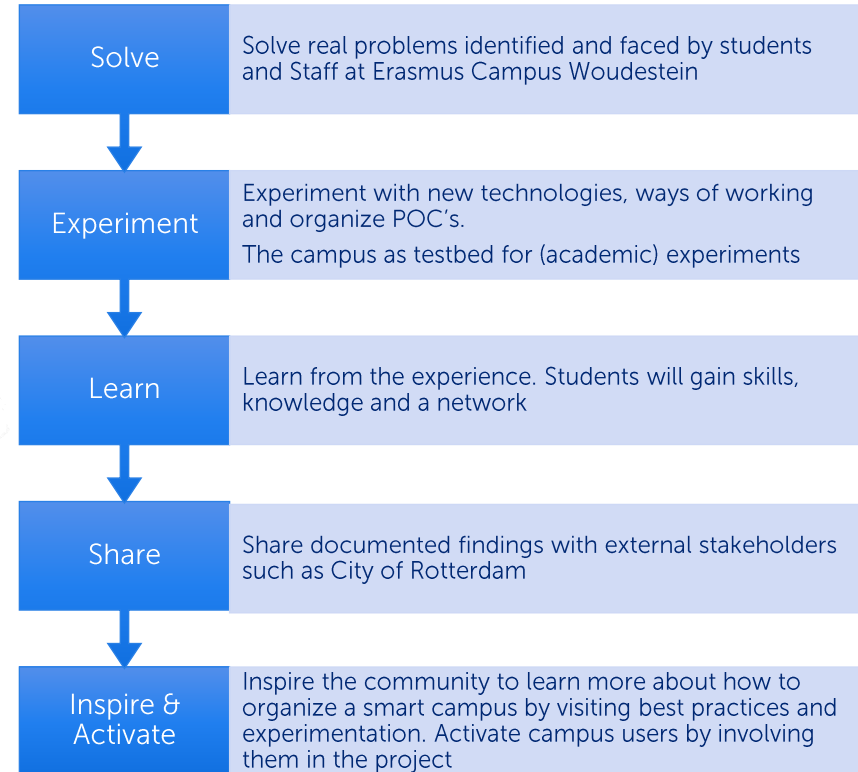 Solve
Solve real problems identified and faced by students
and Staff at Erasmus Campus Woudestein
Experiment
Experiment with new technologies, ways of working
and organize POC's.
The campus as testbed for (academic) experiments
Learn
Learn from the experience. Students will gain skills,
knowledge and a network
Share
Share documented findings with external stakeholders
such as City of Rotterdam
Inspire &
Activate
Inspire the community to learn more about how to
organize a smart campus by visiting best practices and
experimentation. Activate campus users by involving
them in the project